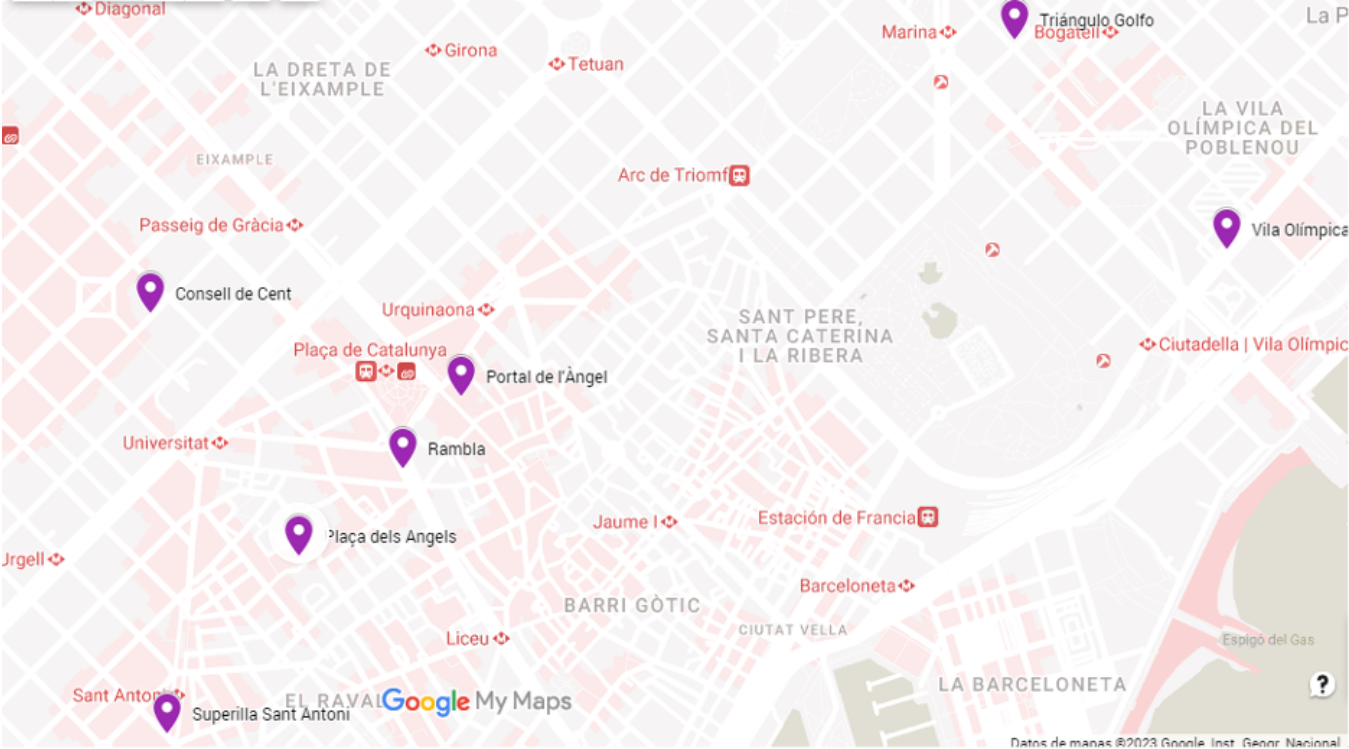 Diagonal
Triángulo Golfo
La P
Marina
Bogatell
Girona
Tetuan
LA DRETA DE
L'EIXAMPLE
LA VILA
OLÍMPICA DEL
POBLENOU
EIXAMPLE
Arc de Triomf
Passeig de Gràcia
Vila Olímpica
Consell de Cent
Urquinaona
SANT PERE,
SANTA CATERINA
I LA RIBERA
Plaça de Catalunya
Ciutadella | Vila Olímpic
Portal de l'Àngel
Universitat
Rambla
Jaume I
Estación de Francia
Plaça dels Angels
Urgell
Barceloneta
BARRI GÒTIC
CIUTAT VELLA
Liceu
Espigó del Gas
LA BARCELONETA
Sant Antoni
EL RAVAL
Google My Maps
Superilla Sant Antoni
?
Datos de mapas ©2023 Google, Inst. Geogr. Nacional